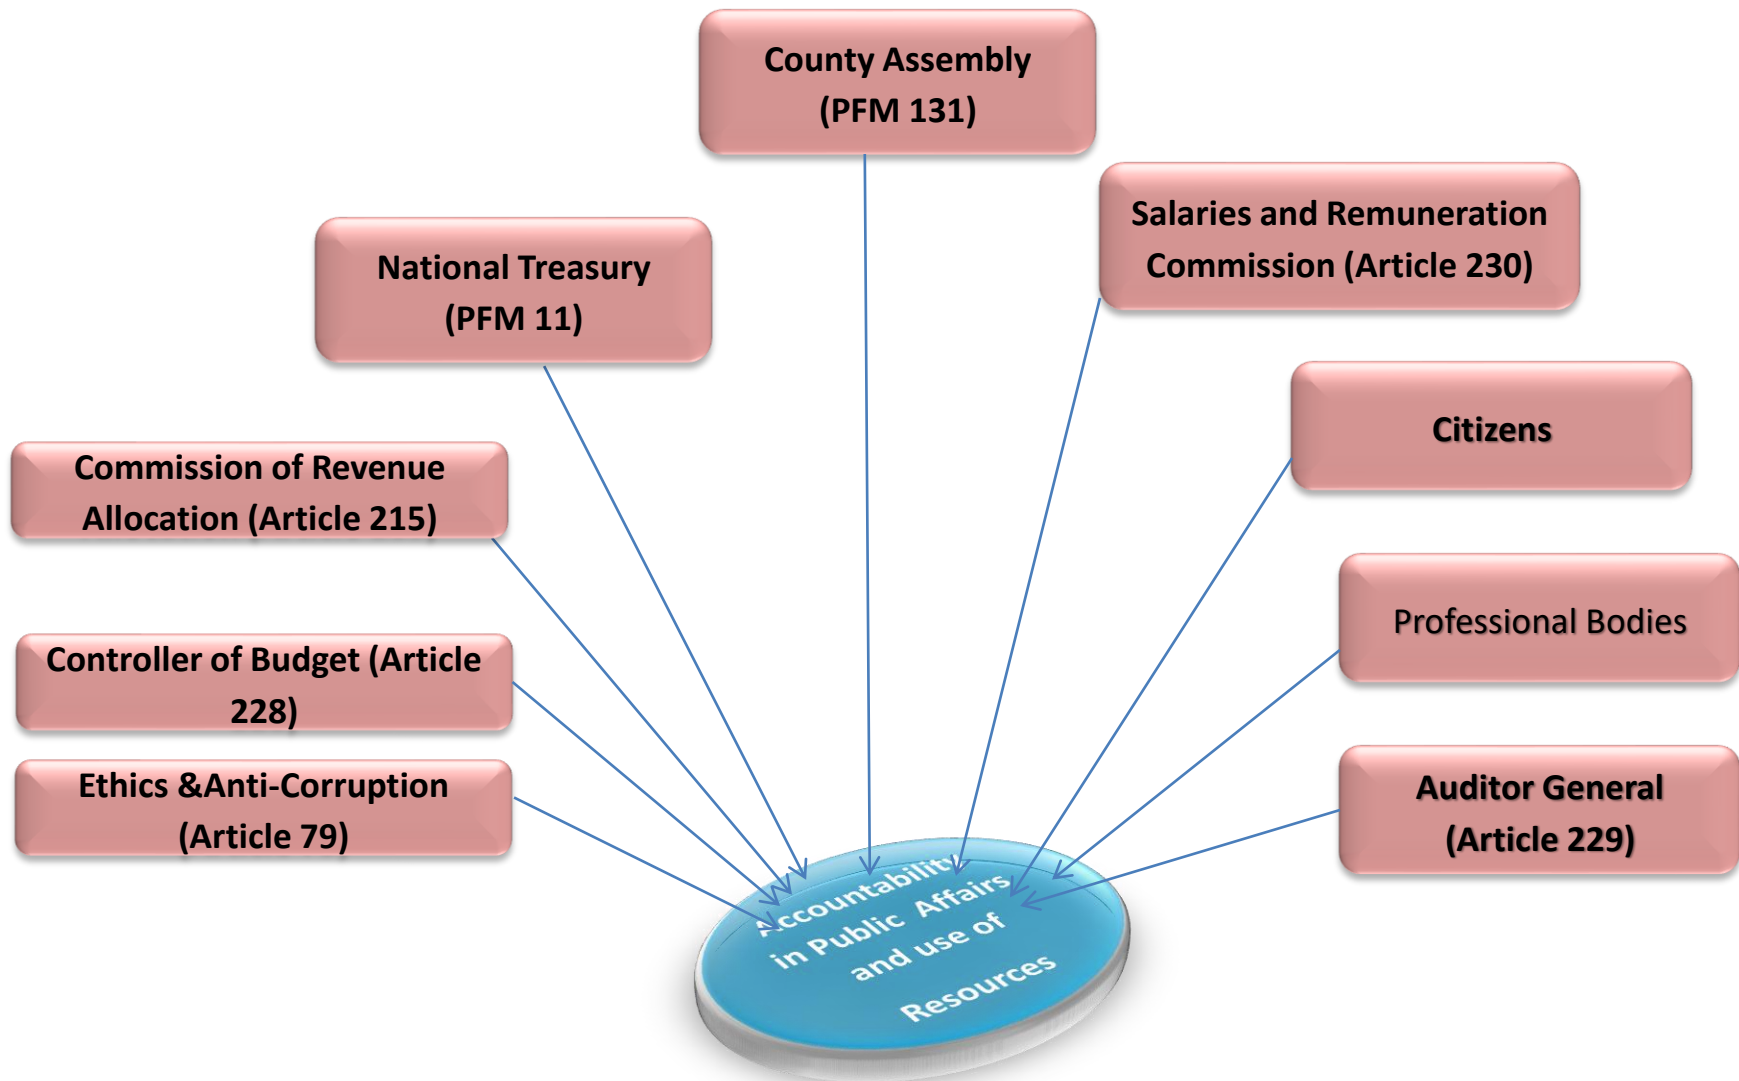 County Assembly
(PFM 131)
Salaries and Remuneration
Commission (Article 230)
National Treasury
(PFM 11)
Citizens
Commission of Revenue
Allocation (Article 215)
Professional Bodies
Controller of Budget (Article
228)
Ethics &Anti-Corruption
(Article 79)
Auditor General
(Article 229)
Accountability
in Public Affairs
and use of
Resources